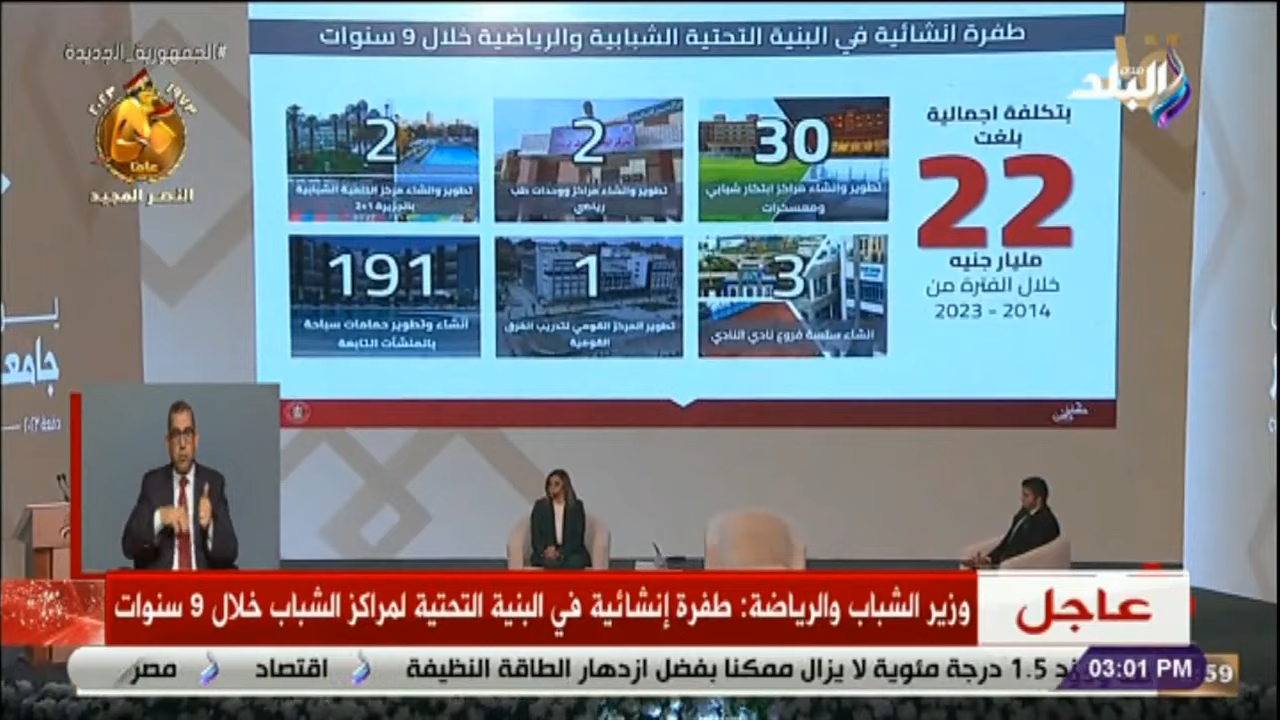 #الجمهورية_الجديدة
١٩٧٣
٢٠٢٣
عاما
النصر المجيد
صدى
البلد
طفرة انشائية في البنية التحتية الشبابية والرياضية خلال 9 سنوات
بتكلفة اجمالية
بلغت
22
مليار جنيه
خلال الفترة من
2014 - 2023
30
تطوير وانشاء مراكز ابتكار شبابي
ومعسكرات
2
تطوير وانشاء مراكز ووحدات طب
رياضي
2
تطوير وانشاء مركز التنمية الشبابية
بالجزيرة 1+2
3
انشاء سلسة فروع نادي النادي
1
تطوير المركز القومي لتدريب الفرق
القومية
191
انشاء وتطوير حمامات سباحة
بالمنشآت التابعة
عاجل
وزير الشباب والرياضة: طفرة إنشائية في البنية التحتية لمراكز الشباب خلال 9 سنوات
03:01 PM
59
1.5 درجة مئوية لا يزال ممكنا بفضل ازدهار الطاقة النظيفة
اقتصاد
مصر